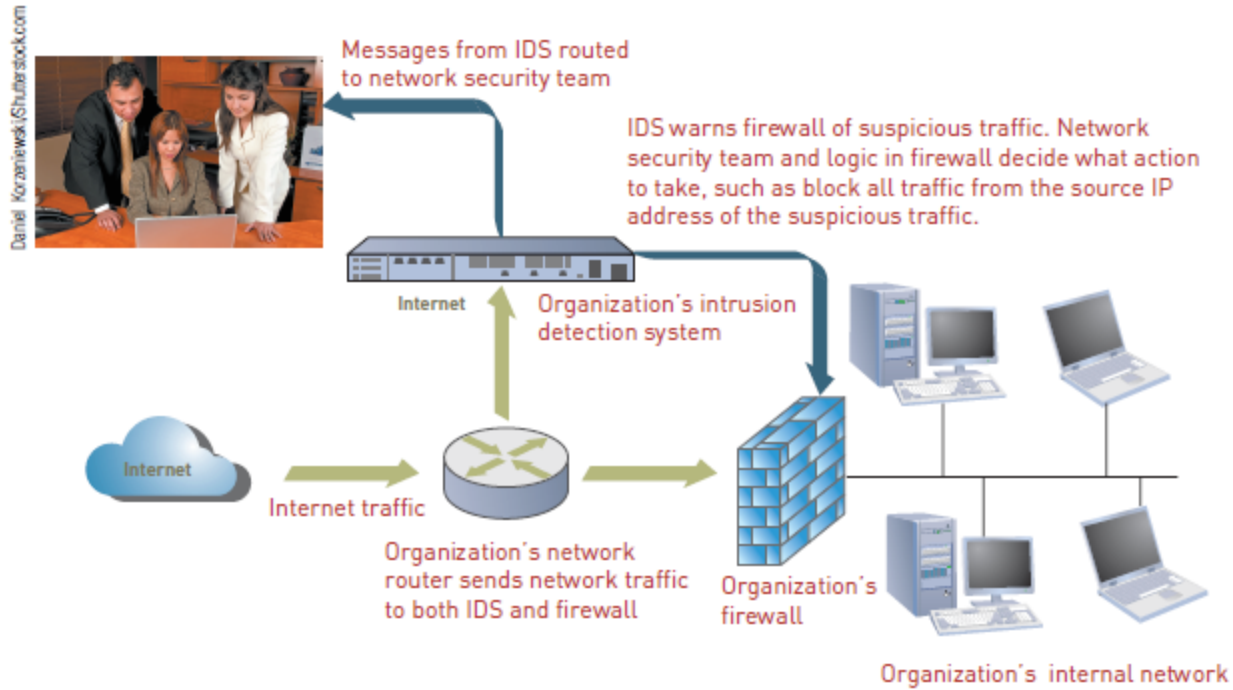 Daniel Korzeniewski/Shutterstock.com
Messages from IDS routed
to network security team
IDS warns firewall of suspicious traffic. Network
security team and logic in firewall decide what action
to take, such as block all traffic from the source IP
address of the suspicious traffic.
Internet
Organization's intrusion
detection system
Internet
Internet traffic
Organization's network
router sends network traffic
to both IDS and firewall
Organization's
firewall
Organization's internal network